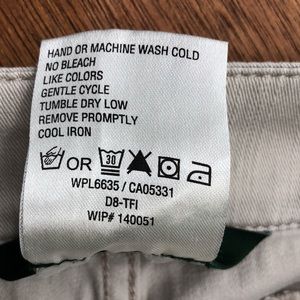 HAND OR MACHINE WASH COLD
NO BLEACH
LIKE COLORS
GENTLE CYCLE
TUMBLE DRY LOW
REMOVE PROMPTLY
COOL IRON
OR 30
WPL6635 / CA05331
D8-TFI
WIP# 140051